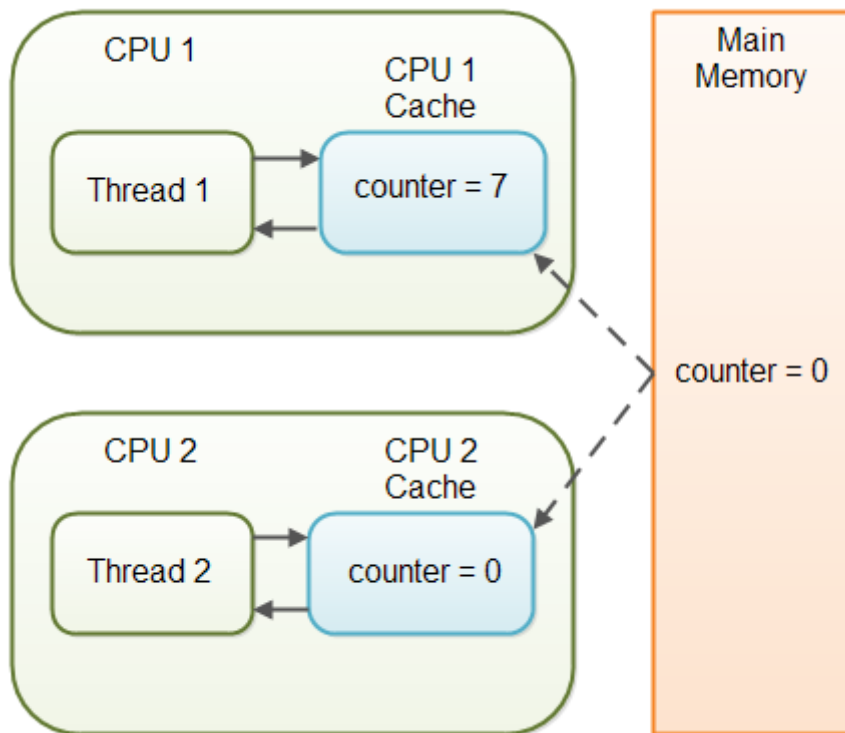 CPU 1
CPU 1
Cache
Thread 1
counter = 7
Main
Memory
counter = 0
CPU 2
CPU 2
Cache
Thread 2
counter = 0